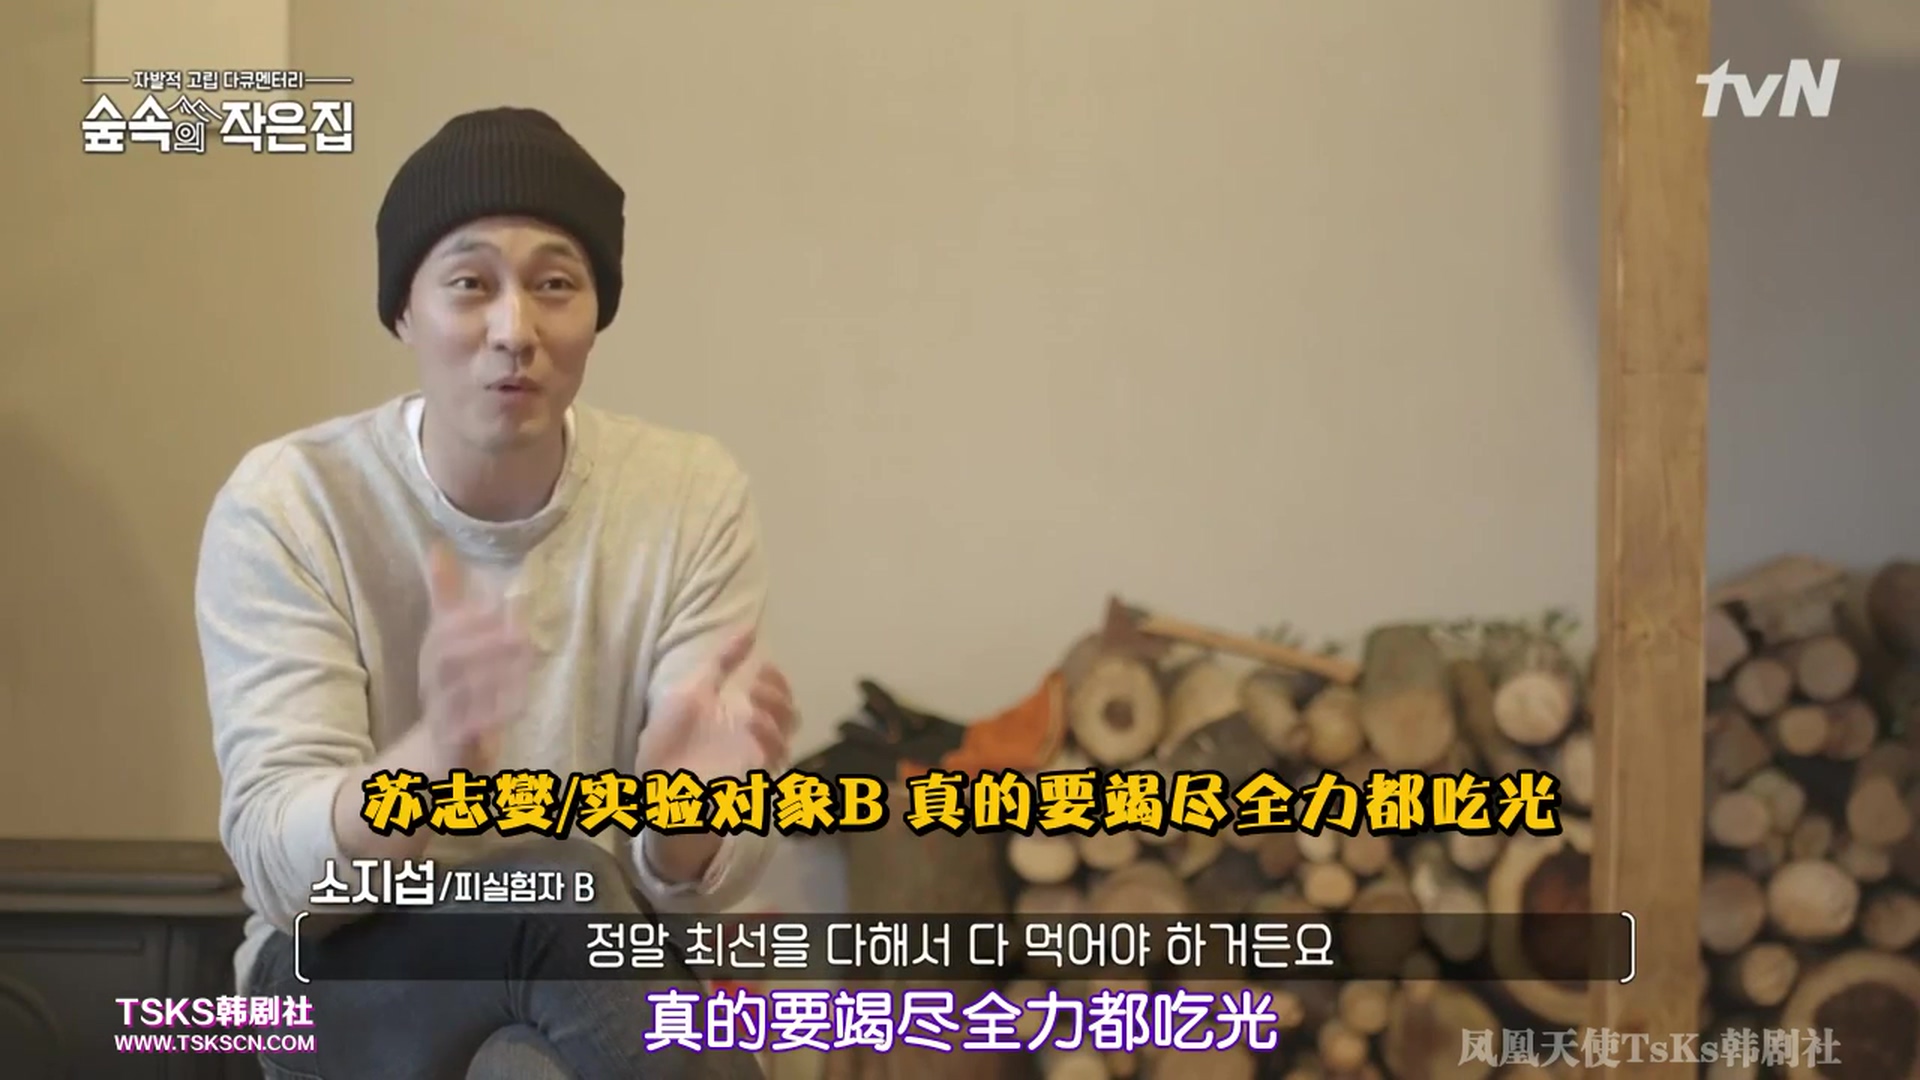 자발적 고립 다큐멘터리
숲속의 작은집
tvN
苏志燮/实验对象B 真的要竭尽全力都吃光
소지섭/피실험자 B
정말 최선을 다해서 다 먹어야 하거든요
真的要竭尽全力都吃光
TSKS韩剧社
WWW.TSKSCN.COM
凤凰天使TsKs韩剧社